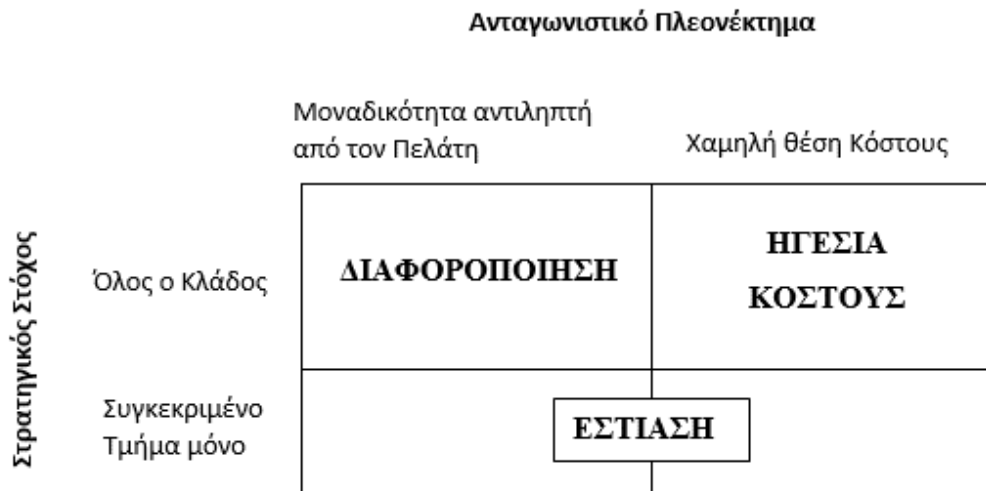 Ανταγωνιστικό Πλεονέκτημα
Μοναδικότητα αντιληπτή
από τον Πελάτη
Χαμηλή θέση Κόστους
Στρατηγικός Στόχος
Όλος ο Κλάδος
ΔΙΑΦΟΡΟΠΟΙΗΣΗ
ΗΓΕΣΙΑ
ΚΟΣΤΟΥΣ
Συγκεκριμένο
Τμήμα μόνο
ΕΣΤΙΑΣΗ